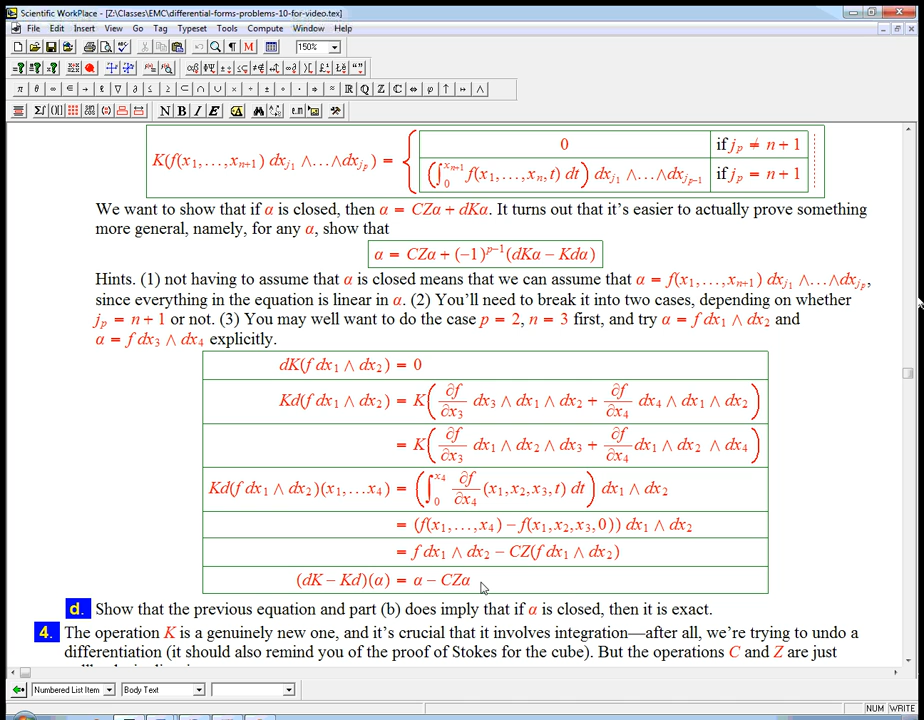 Scientific WorkPlace - [Z:\Classes\EMC\differential-forms-problems-10-for-video.tex]
File Edit Insert View Go Tag Typeset Tools Compute Window Help
150%
K(f(x₁,…,xₙ₊₁) dx_{j₁} ∧…∧dx_{jₚ}) = { 0 if jₚ ≠ n + 1
(∫₀^{xₙ₊₁} f(x₁,…,xₙ,t) dt) dx_{j₁} ∧…∧dx_{jₚ₋₁} if jₚ = n + 1
We want to show that if α is closed, then α = CZα + dKα. It turns out that it's easier to actually prove something
more general, namely, for any α, show that
α = CZα + (−1)^{p−1}(dKα − Kdα)
Hints. (1) not having to assume that α is closed means that we can assume that α = f(x₁,…,xₙ₊₁) dx_{j₁} ∧…∧dx_{jₚ},
since everything in the equation is linear in α. (2) You'll need to break it into two cases, depending on whether
jₚ = n + 1 or not. (3) You may well want to do the case p = 2, n = 3 first, and try α = f dx₁ ∧ dx₂ and
α = f dx₃ ∧ dx₄ explicitly.
dK(f dx₁ ∧ dx₂) = 0
Kd(f dx₁ ∧ dx₂) = K(∂f/∂x₃ dx₃ ∧ dx₁ ∧ dx₂ + ∂f/∂x₄ dx₄ ∧ dx₁ ∧ dx₂)
= K(∂f/∂x₃ dx₁ ∧ dx₂ ∧ dx₃ + ∂f/∂x₄ dx₁ ∧ dx₂ ∧ dx₄)
Kd(f dx₁ ∧ dx₂)(x₁,…x₄) = (∫₀^{x₄} ∂f/∂x₄ (x₁,x₂,x₃,t) dt) dx₁ ∧ dx₂
= (f(x₁,…,x₄) − f(x₁,x₂,x₃,0)) dx₁ ∧ dx₂
= f dx₁ ∧ dx₂ − CZ(f dx₁ ∧ dx₂)
(dK − Kd)(α) = α − CZα
d. Show that the previous equation and part (b) does imply that if α is closed, then it is exact.
4. The operation K is a genuinely new one, and it's crucial that it involves integration—after all, we're trying to undo a
differentiation (it should also remind you of the proof of Stokes for the cube). But the operations C and Z are just
Numbered List Item Body Text
NUM WRITE